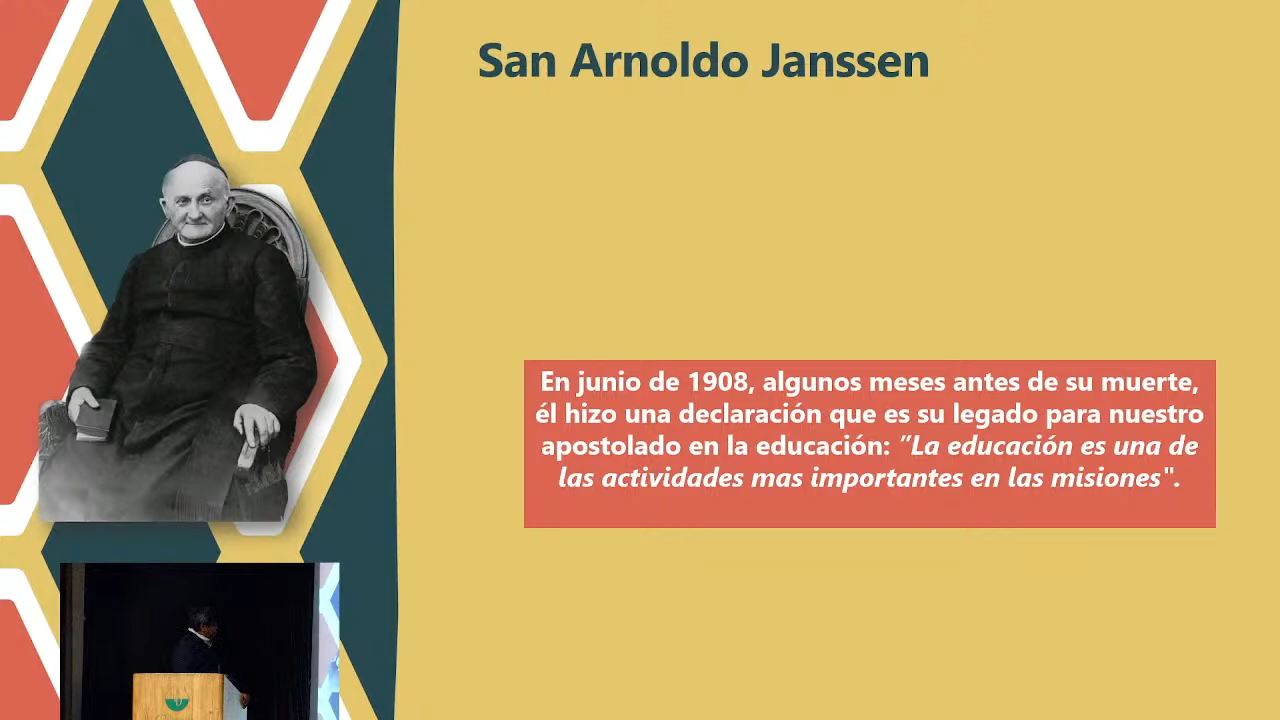 San Arnoldo Janssen
En junio de 1908, algunos meses antes de su muerte,
él hizo una declaración que es su legado para nuestro
apostolado en la educación: "La educación es una de
las actividades mas importantes en las misiones".